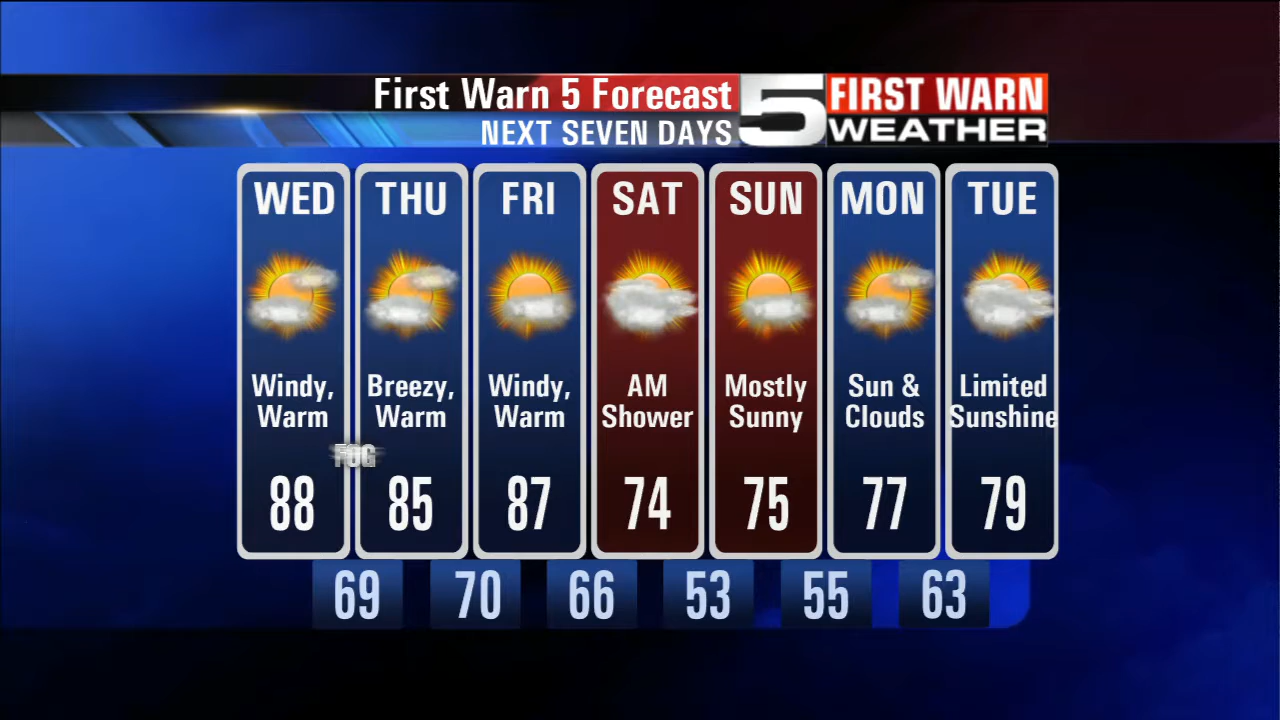 First Warn 5 Forecast
NEXT SEVEN DAYS
5
FIRST WARN
WEATHER
WED
THU
FRI
SAT
SUN
MON
TUE
Windy,
Warm
Breezy,
Warm
Windy,
Warm
AM
Shower
Mostly
Sunny
Sun &
Clouds
Limited
Sunshine
FOG
88
85
87
74
75
77
79
69
70
66
53
55
63